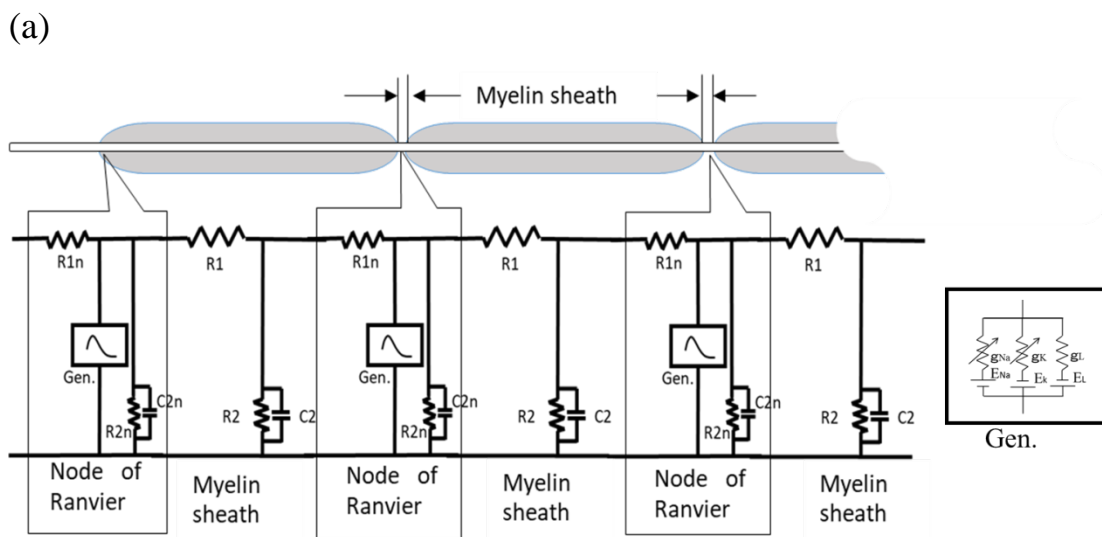 (a)
Myelin sheath
R1n
R1
R1n
R1
R1n
R1
Gen.
Gen.
Gen.
R2n
C2n
R2
C2
R2n
C2n
R2
C2
R2n
C2n
R2
C2
Node of
Ranvier
Myelin
sheath
Node of
Ranvier
Myelin
sheath
Node of
Ranvier
Myelin
sheath
gNa
gK
gL
ENa
Ek
EL
Gen.